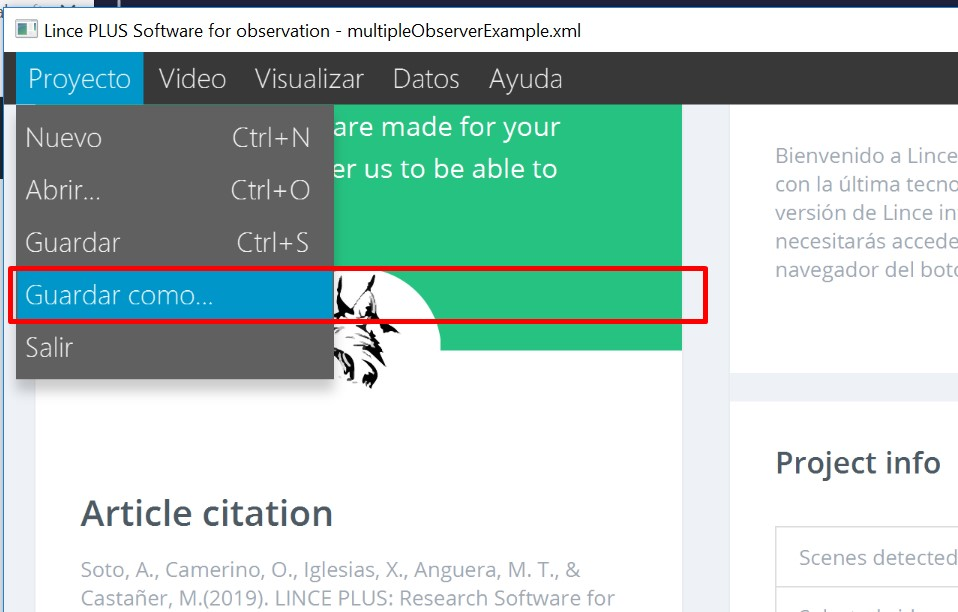 Lince PLUS Software for observation - multipleObserverExample.xml
Proyecto Video Visualizar Datos Ayuda
Nuevo Ctrl+N
Abrir... Ctrl+O
Guardar Ctrl+S
Guardar como...
Salir
are made for your
er us to be able to
Bienvenido a Lince
con la última tecno
versión de Lince in
necesitarás accede
navegador del boto
Article citation
Soto, A., Camerino, O., Iglesias, X., Anguera, M. T., &
Castañer, M.(2019). LINCE PLUS: Research Software for
Project info
Scenes detected